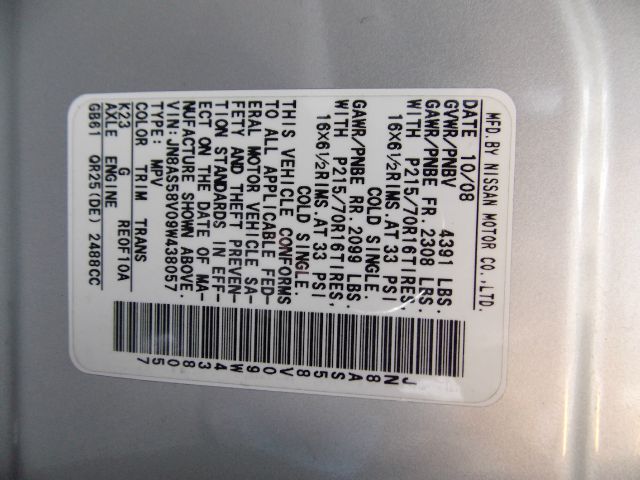 MFD. BY NISSAN MOTOR CO., LTD.
DATE 10/08
GVWR/PNBV 4391 LBS.
GAWR/PNBE FR. 2308 LRS.
WITH P215/70R16TIRES,
16X6½RIMS. AT 33 PSI
COLD SINGLE.
GAWR/PNBE RR. 2099 LBS.
WITH P215/70R16TIRES,
16X6½RIMS. AT 33 PSI
COLD SINGLE.
THIS VEHICLE CONFORMS
TO ALL APPLICABLE FED-
ERAL MOTOR VEHICLE SA-
FETY AND THEFT PREVEN-
TION STANDARDS IN EFF-
ECT ON THE DATE OF MA-
NUFACTURE SHOWN ABOVE.
VIN: JN8AS58V09W438057
TYPE: MPV
COLOR TRIM TRANS
K23 G RE0F10A
AXLE ENGINE
GB61 QR25(DE) 2488CC
JN8AS58V09W438057